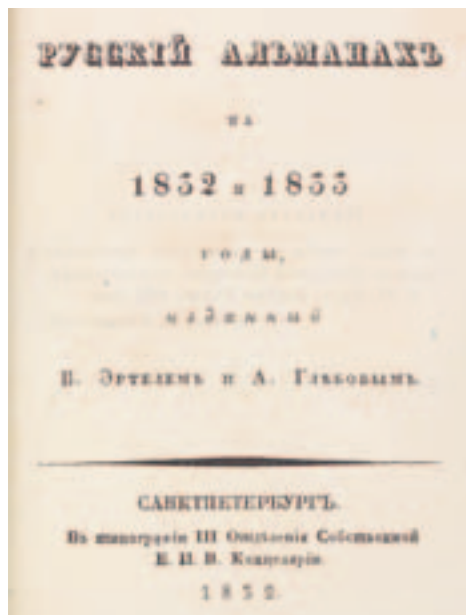 РУССКІЙ АЛЬМАНАХЪ
на
1832 и 1833
годы,
изданный
В. Эртелемъ и А. Глѣбовымъ.
САНКТПЕТЕРБУРГЪ.
Въ типографіи III Отдѣленія Собственной
Е. И. В. Канцеляріи.
1832.